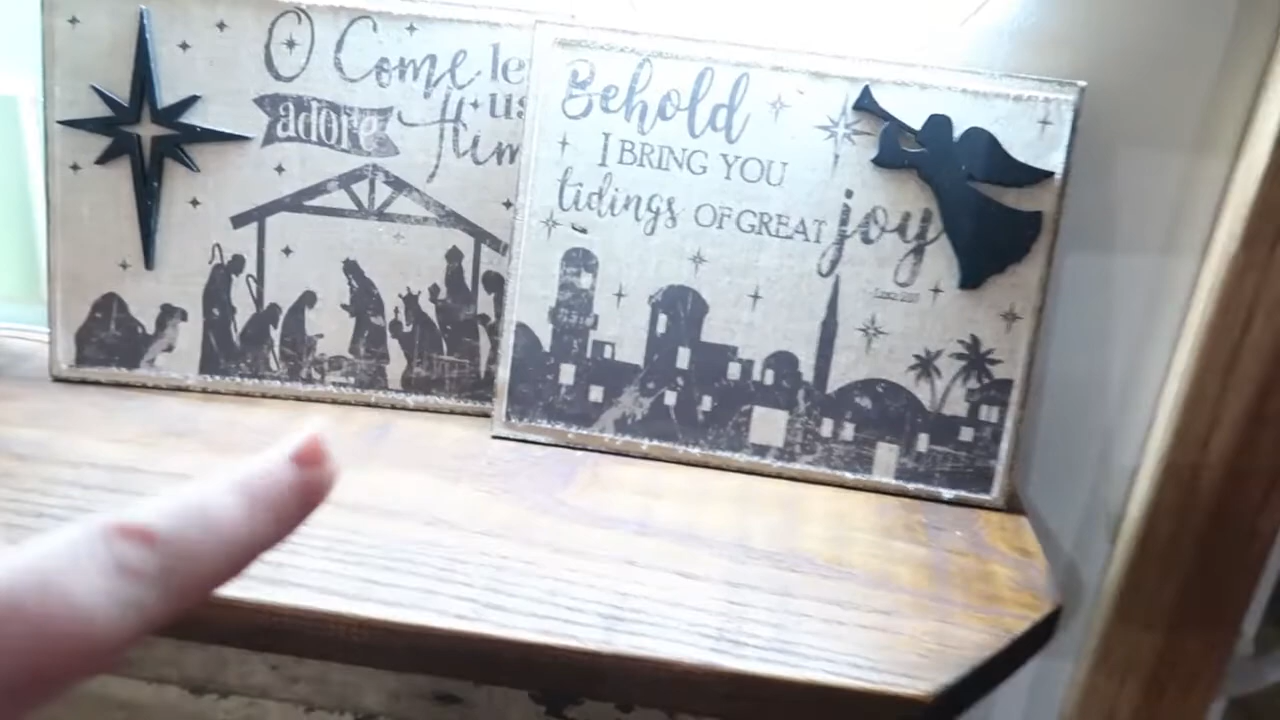 O Come le
adore us
Him
Behold
I BRING YOU
tidings OF GREAT joy